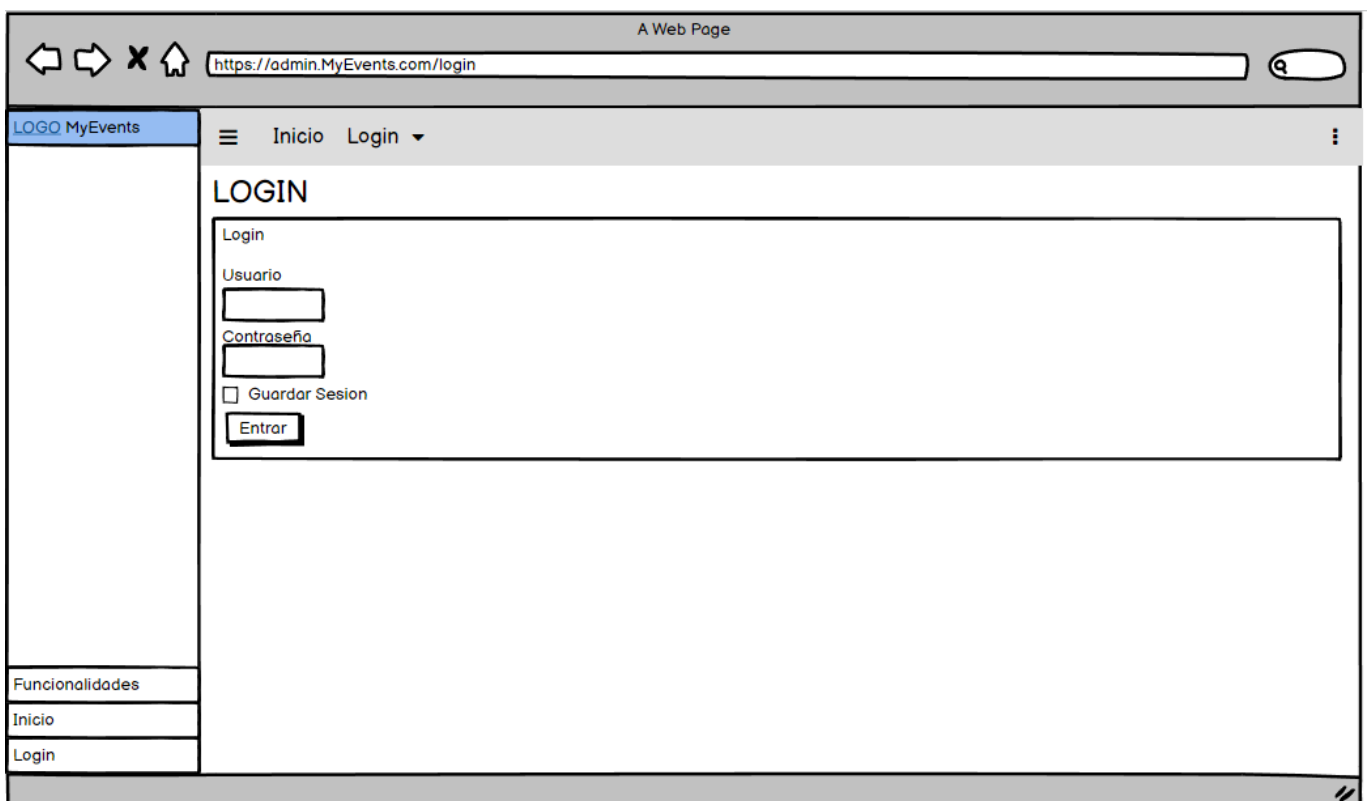 A Web Page
https://admin.MyEvents.com/login
LOGO MyEvents
Inicio Login
LOGIN
Login
Usuario
Contraseña
Guardar Sesion
Entrar
Funcionalidades
Inicio
Login